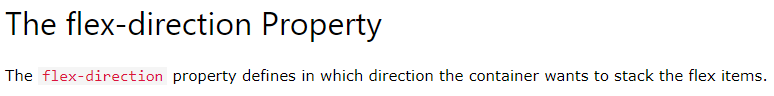 The flex-direction Property
The flex-direction property defines in which direction the container wants to stack the flex items.